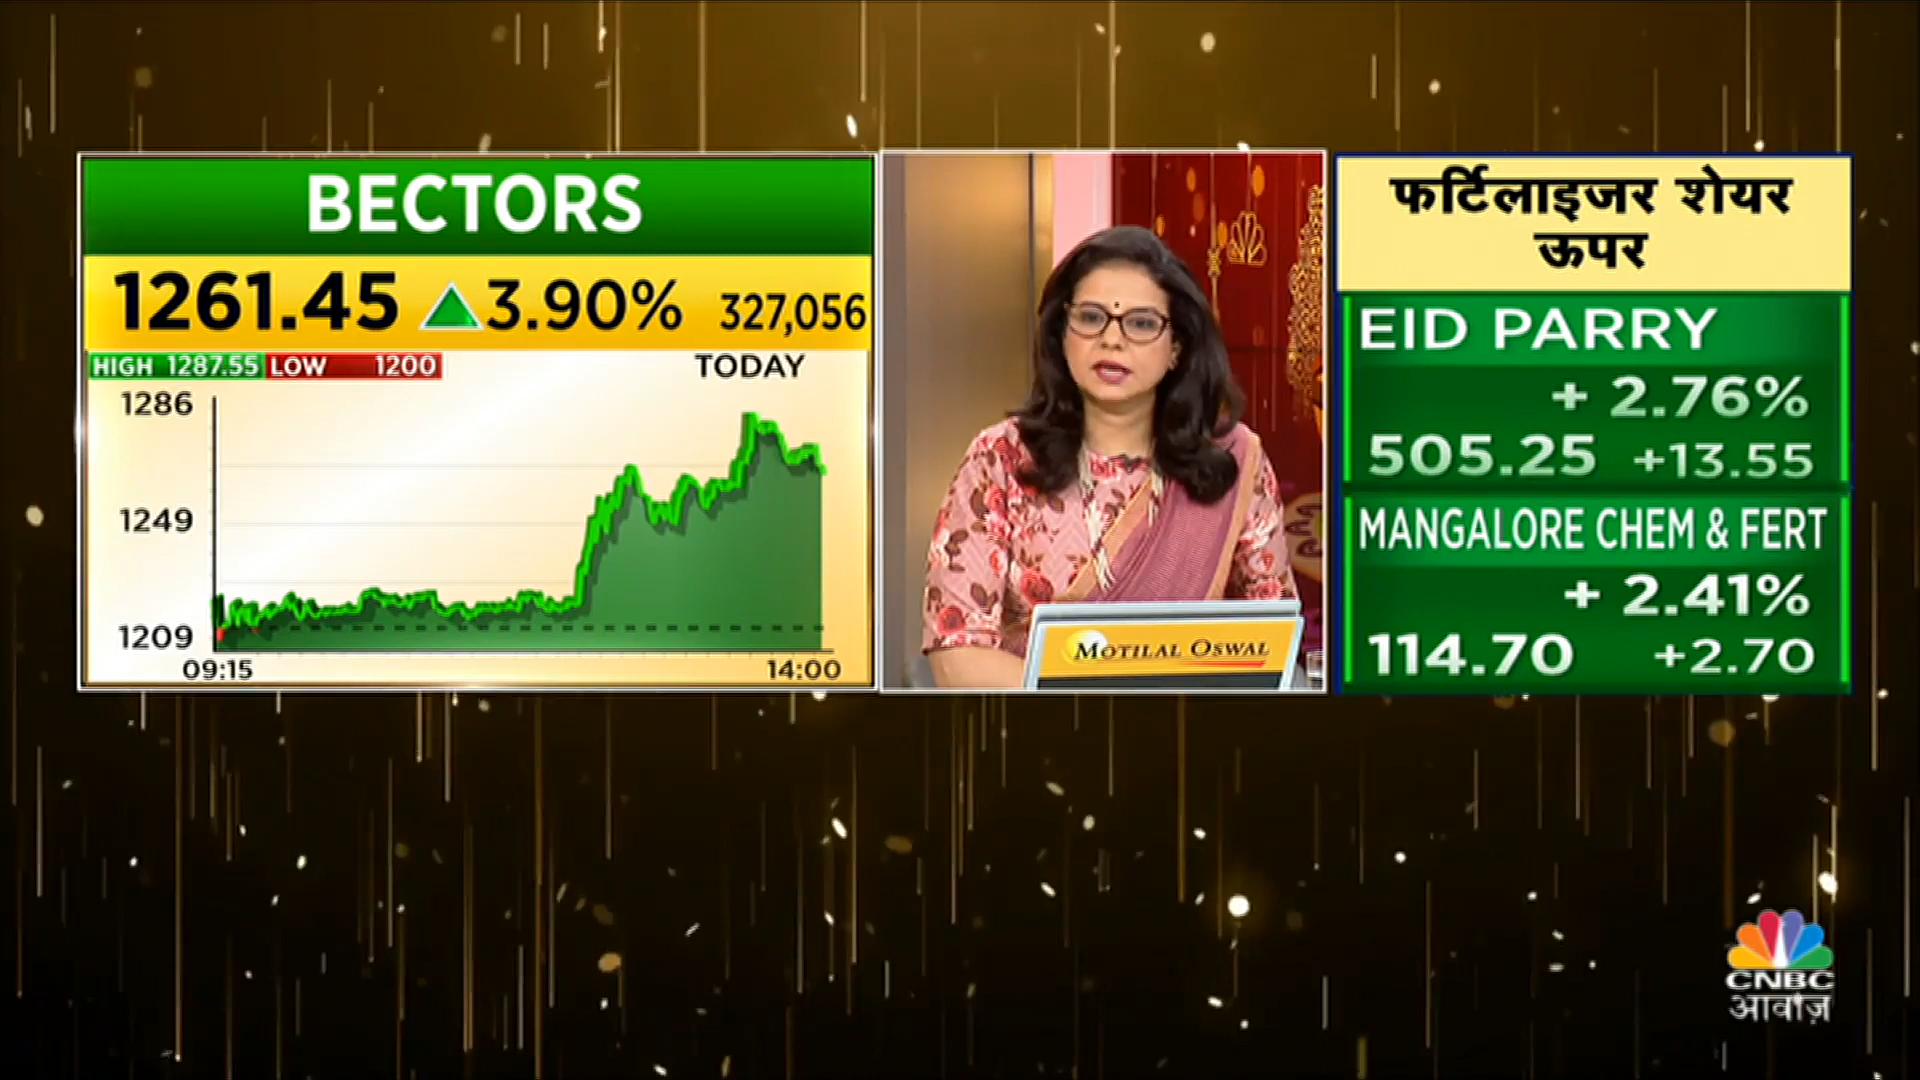 BECTORS
1261.45 ▲ 3.90% 327,056
HIGH 1287.55 LOW 1200 TODAY
1286
1249
1209
09:15 14:00
MOTILAL OSWAL
फर्टिलाइजर शेयर
ऊपर
EID PARRY
+ 2.76%
505.25 +13.55
MANGALORE CHEM & FERT
+ 2.41%
114.70 +2.70
CNBC
आवाज़